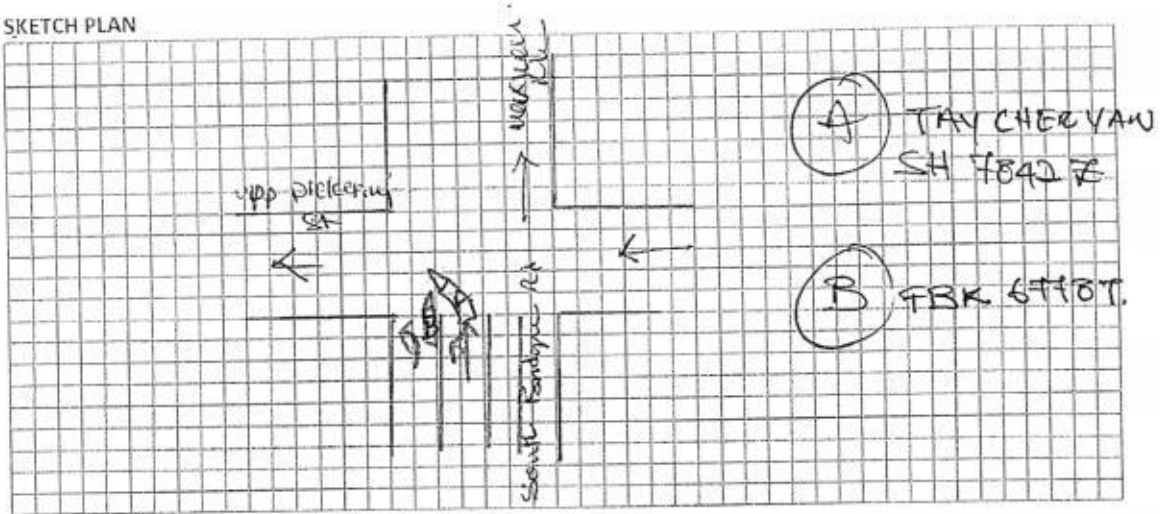 SKETCH PLAN
upp pickering
St
South Bridge Rd
A
TAY CHER YAN
SH 7842 Z
B
FBK 6778T.